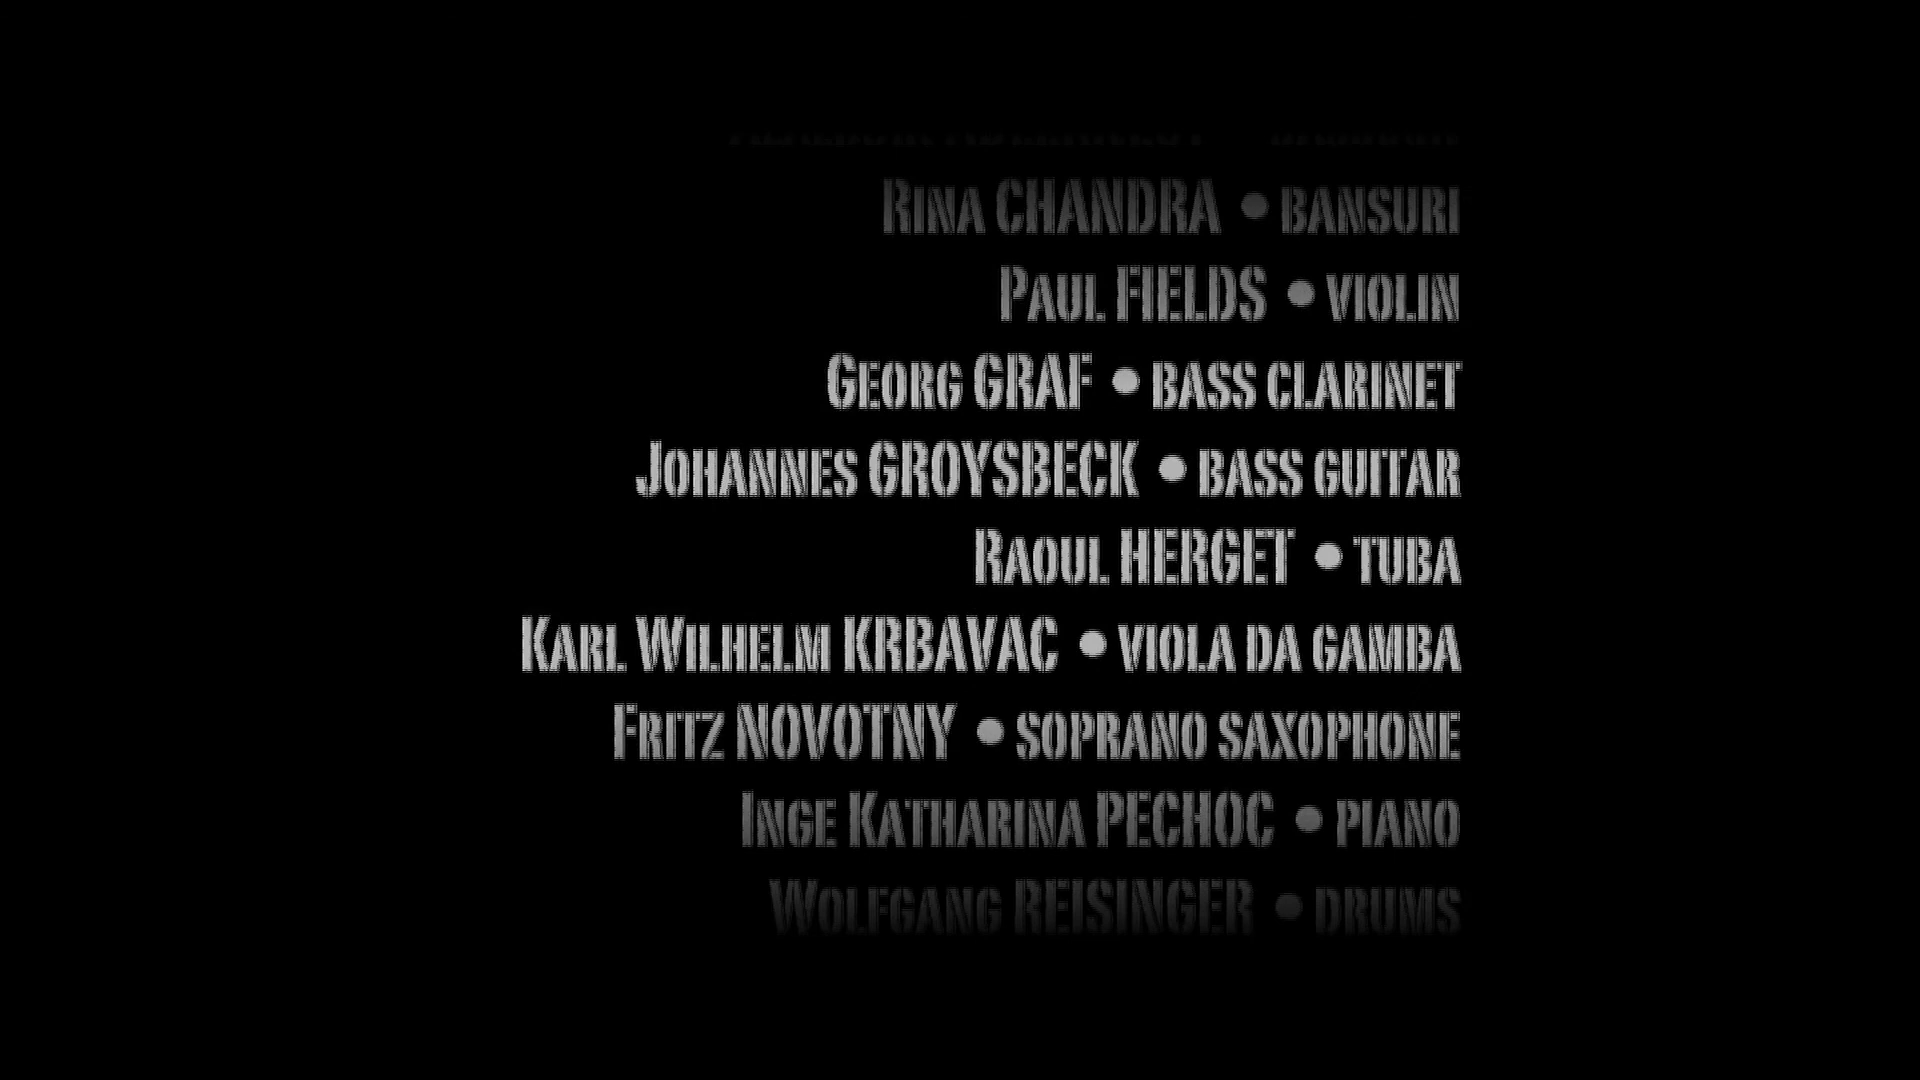 Rina CHANDRA • BANSURI
Paul FIELDS • VIOLIN
Georg GRAF • BASS CLARINET
Johannes GROYSBECK • BASS GUITAR
Raoul HERGET • TUBA
Karl Wilhelm KRBAVAC • VIOLA DA GAMBA
Fritz NOVOTNY • SOPRANO SAXOPHONE
Inge Katharina PECHOC • PIANO
Wolfgang REISINGER • DRUMS